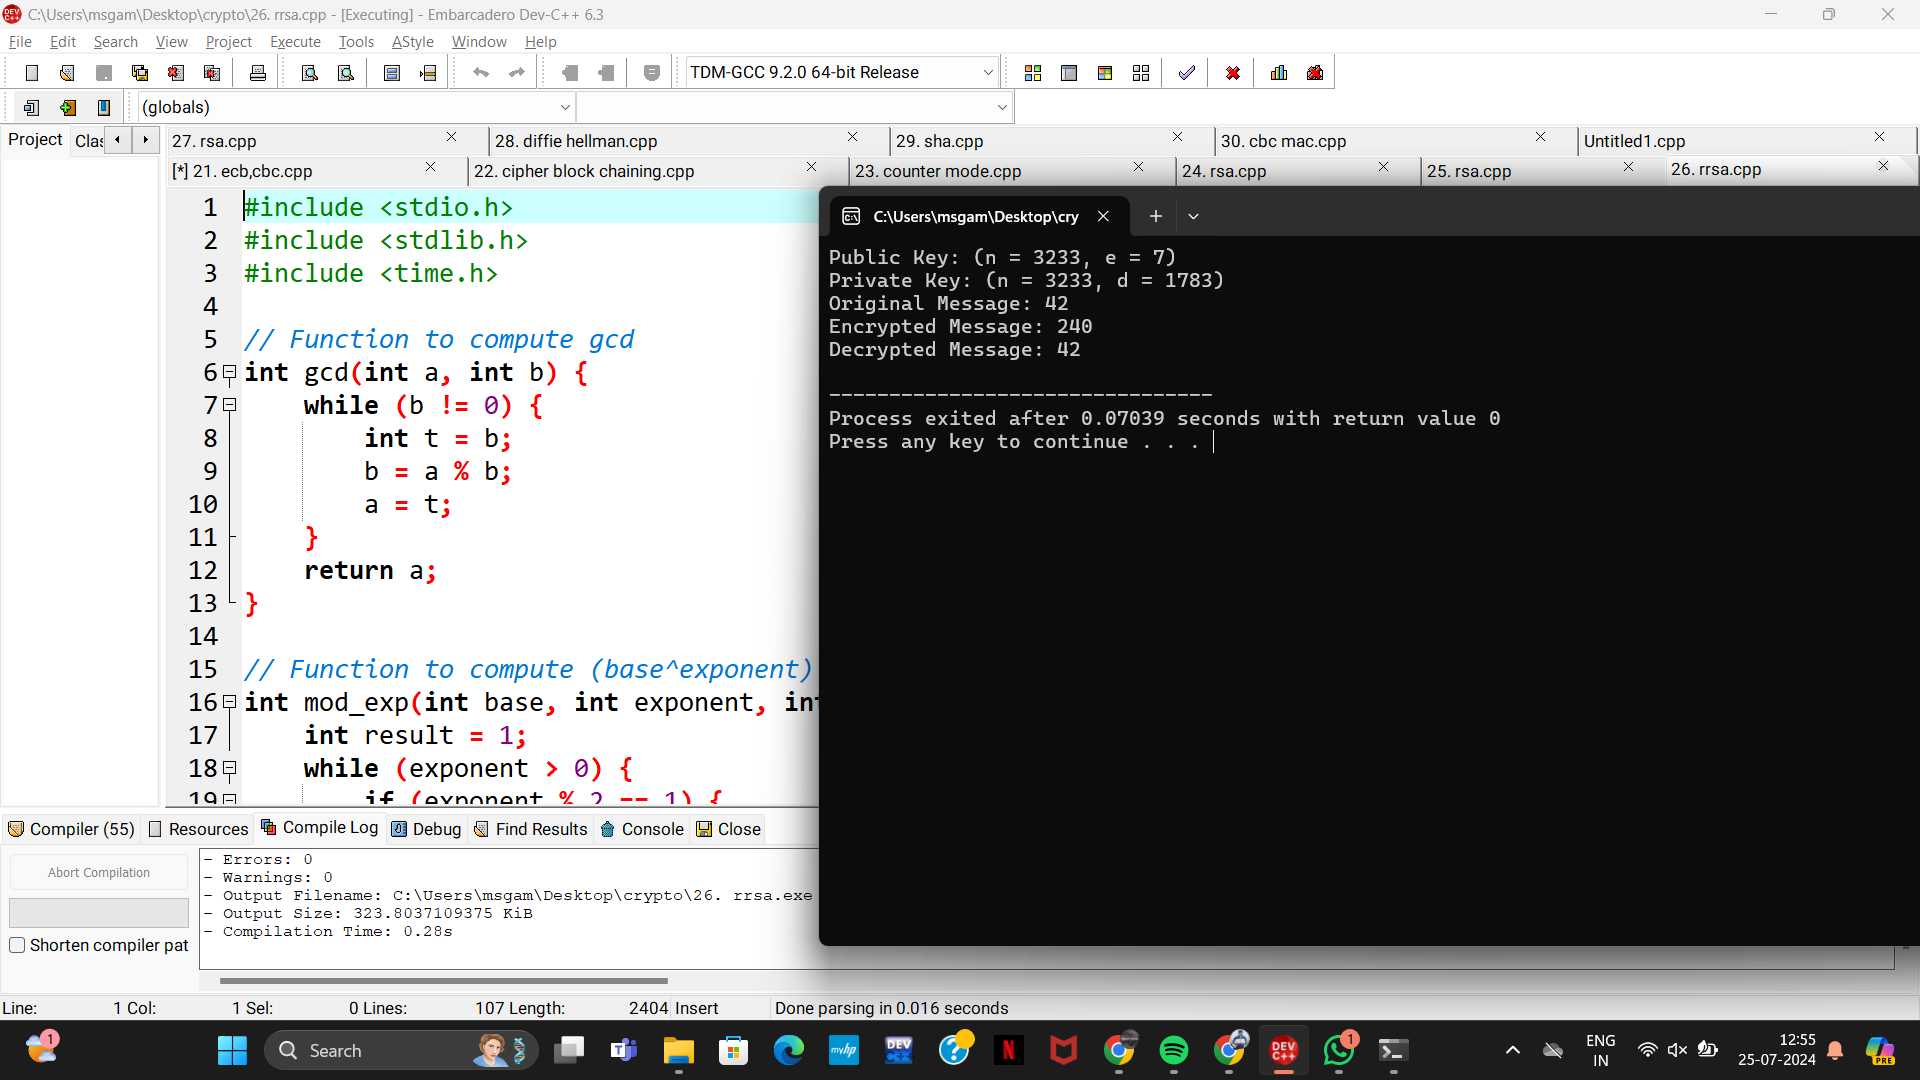 C:\Users\msgam\Desktop\crypto\26. rrsa.cpp - [Executing] - Embarcadero Dev-C++ 6.3
File Edit Search View Project Execute Tools AStyle Window Help
TDM-GCC 9.2.0 64-bit Release
(globals)
Project Clas
27. rsa.cpp 28. diffie hellman.cpp 29. sha.cpp 30. cbc mac.cpp Untitled1.cpp
[*] 21. ecb,cbc.cpp 22. cipher block chaining.cpp 23. counter mode.cpp 24. rsa.cpp 25. rsa.cpp 26. rrsa.cpp
1 #include <stdio.h>
2 #include <stdlib.h>
3 #include <time.h>
4
5 // Function to compute gcd
6 int gcd(int a, int b) {
7 while (b != 0) {
8 int t = b;
9 b = a % b;
10 a = t;
11 }
12 return a;
13 }
14
15 // Function to compute (base^exponent)
16 int mod_exp(int base, int exponent, int
17 int result = 1;
18 while (exponent > 0) {
19 if (exponent % 2 == 1) {
C:\Users\msgam\Desktop\cry
Public Key: (n = 3233, e = 7)
Private Key: (n = 3233, d = 1783)
Original Message: 42
Encrypted Message: 240
Decrypted Message: 42
--------------------------------
Process exited after 0.07039 seconds with return value 0
Press any key to continue . . .
Compiler (55) Resources Compile Log Debug Find Results Console Close
Abort Compilation
Shorten compiler pat
- Errors: 0
- Warnings: 0
- Output Filename: C:\Users\msgam\Desktop\crypto\26. rrsa.exe
- Output Size: 323.8037109375 KiB
- Compilation Time: 0.28s
Line: 1 Col: 1 Sel: 0 Lines: 107 Length: 2404 Insert Done parsing in 0.016 seconds
1
Search
myhp
DEV C++
N
DEV C++
1
ENG
IN
12:55
25-07-2024
PRE